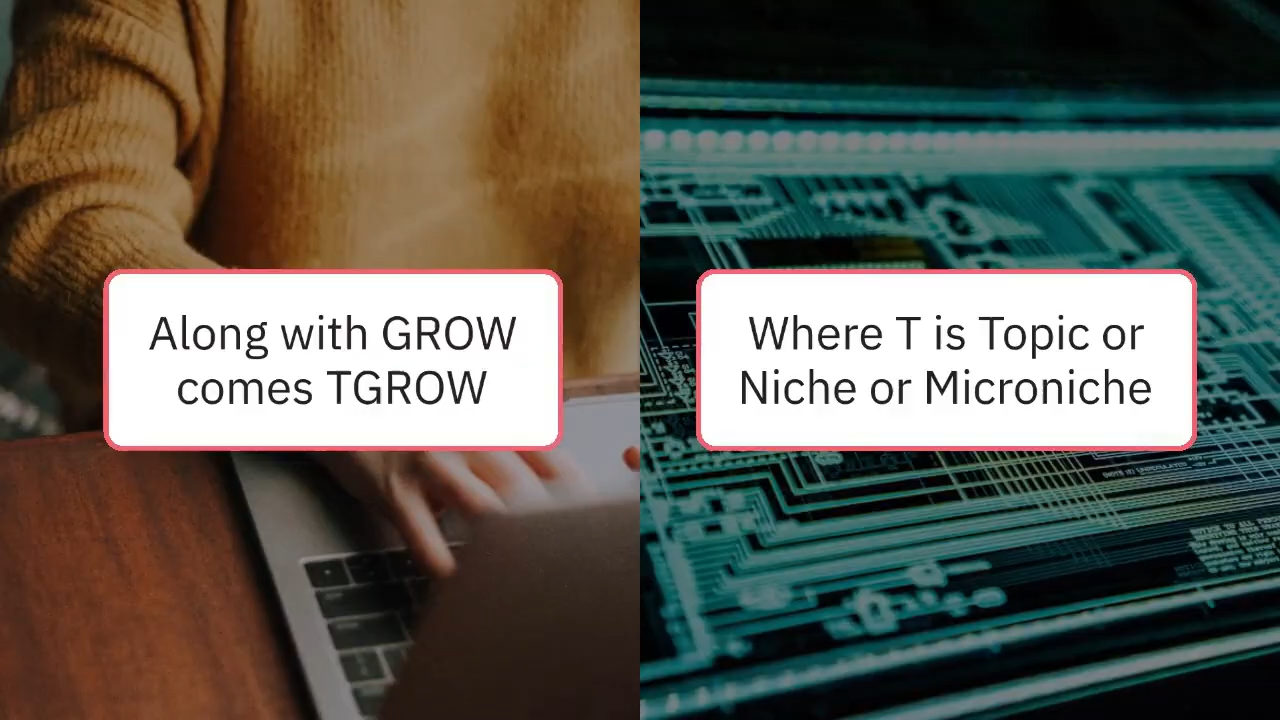 Along with GROW
comes TGROW
Where T is Topic or
Niche or Microniche